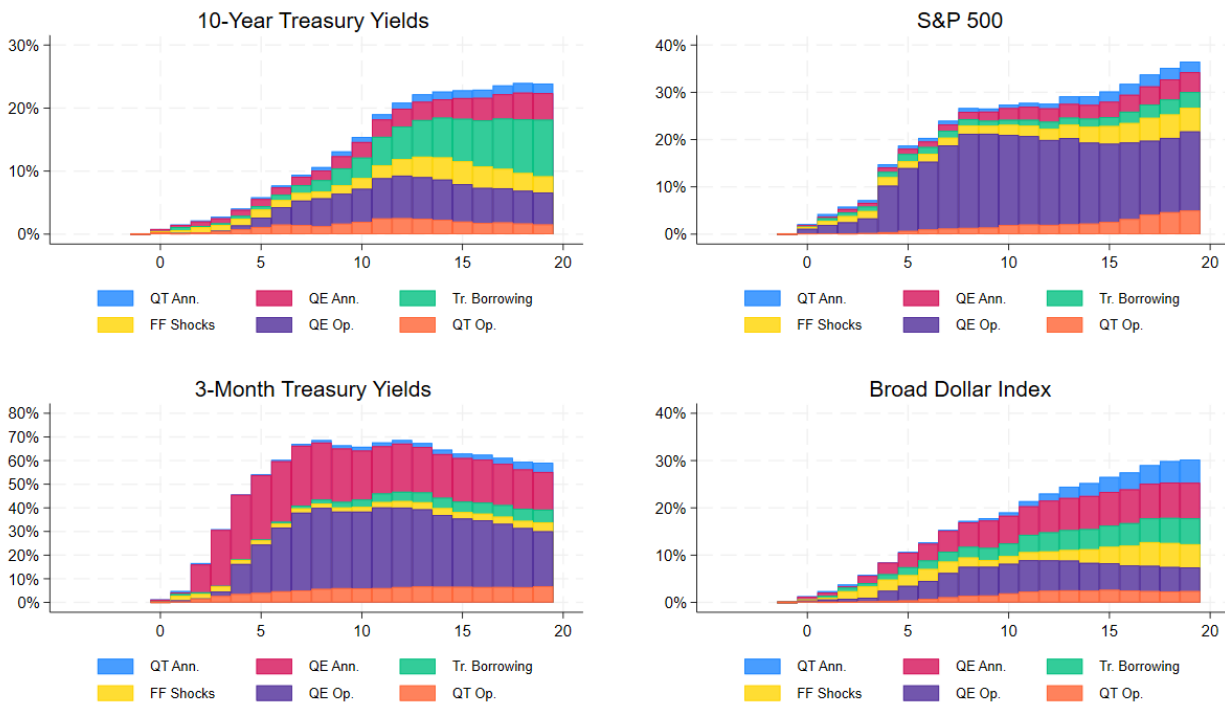 10-Year Treasury Yields
30%
20%
10%
0%
0 5 10 15 20
QT Ann. QE Ann. Tr. Borrowing
FF Shocks QE Op. QT Op.
S&P 500
40%
30%
20%
10%
0%
0 5 10 15 20
QT Ann. QE Ann. Tr. Borrowing
FF Shocks QE Op. QT Op.
3-Month Treasury Yields
80%
70%
60%
50%
40%
30%
20%
10%
0%
0 5 10 15 20
QT Ann. QE Ann. Tr. Borrowing
FF Shocks QE Op. QT Op.
Broad Dollar Index
40%
30%
20%
10%
0%
0 5 10 15 20
QT Ann. QE Ann. Tr. Borrowing
FF Shocks QE Op. QT Op.